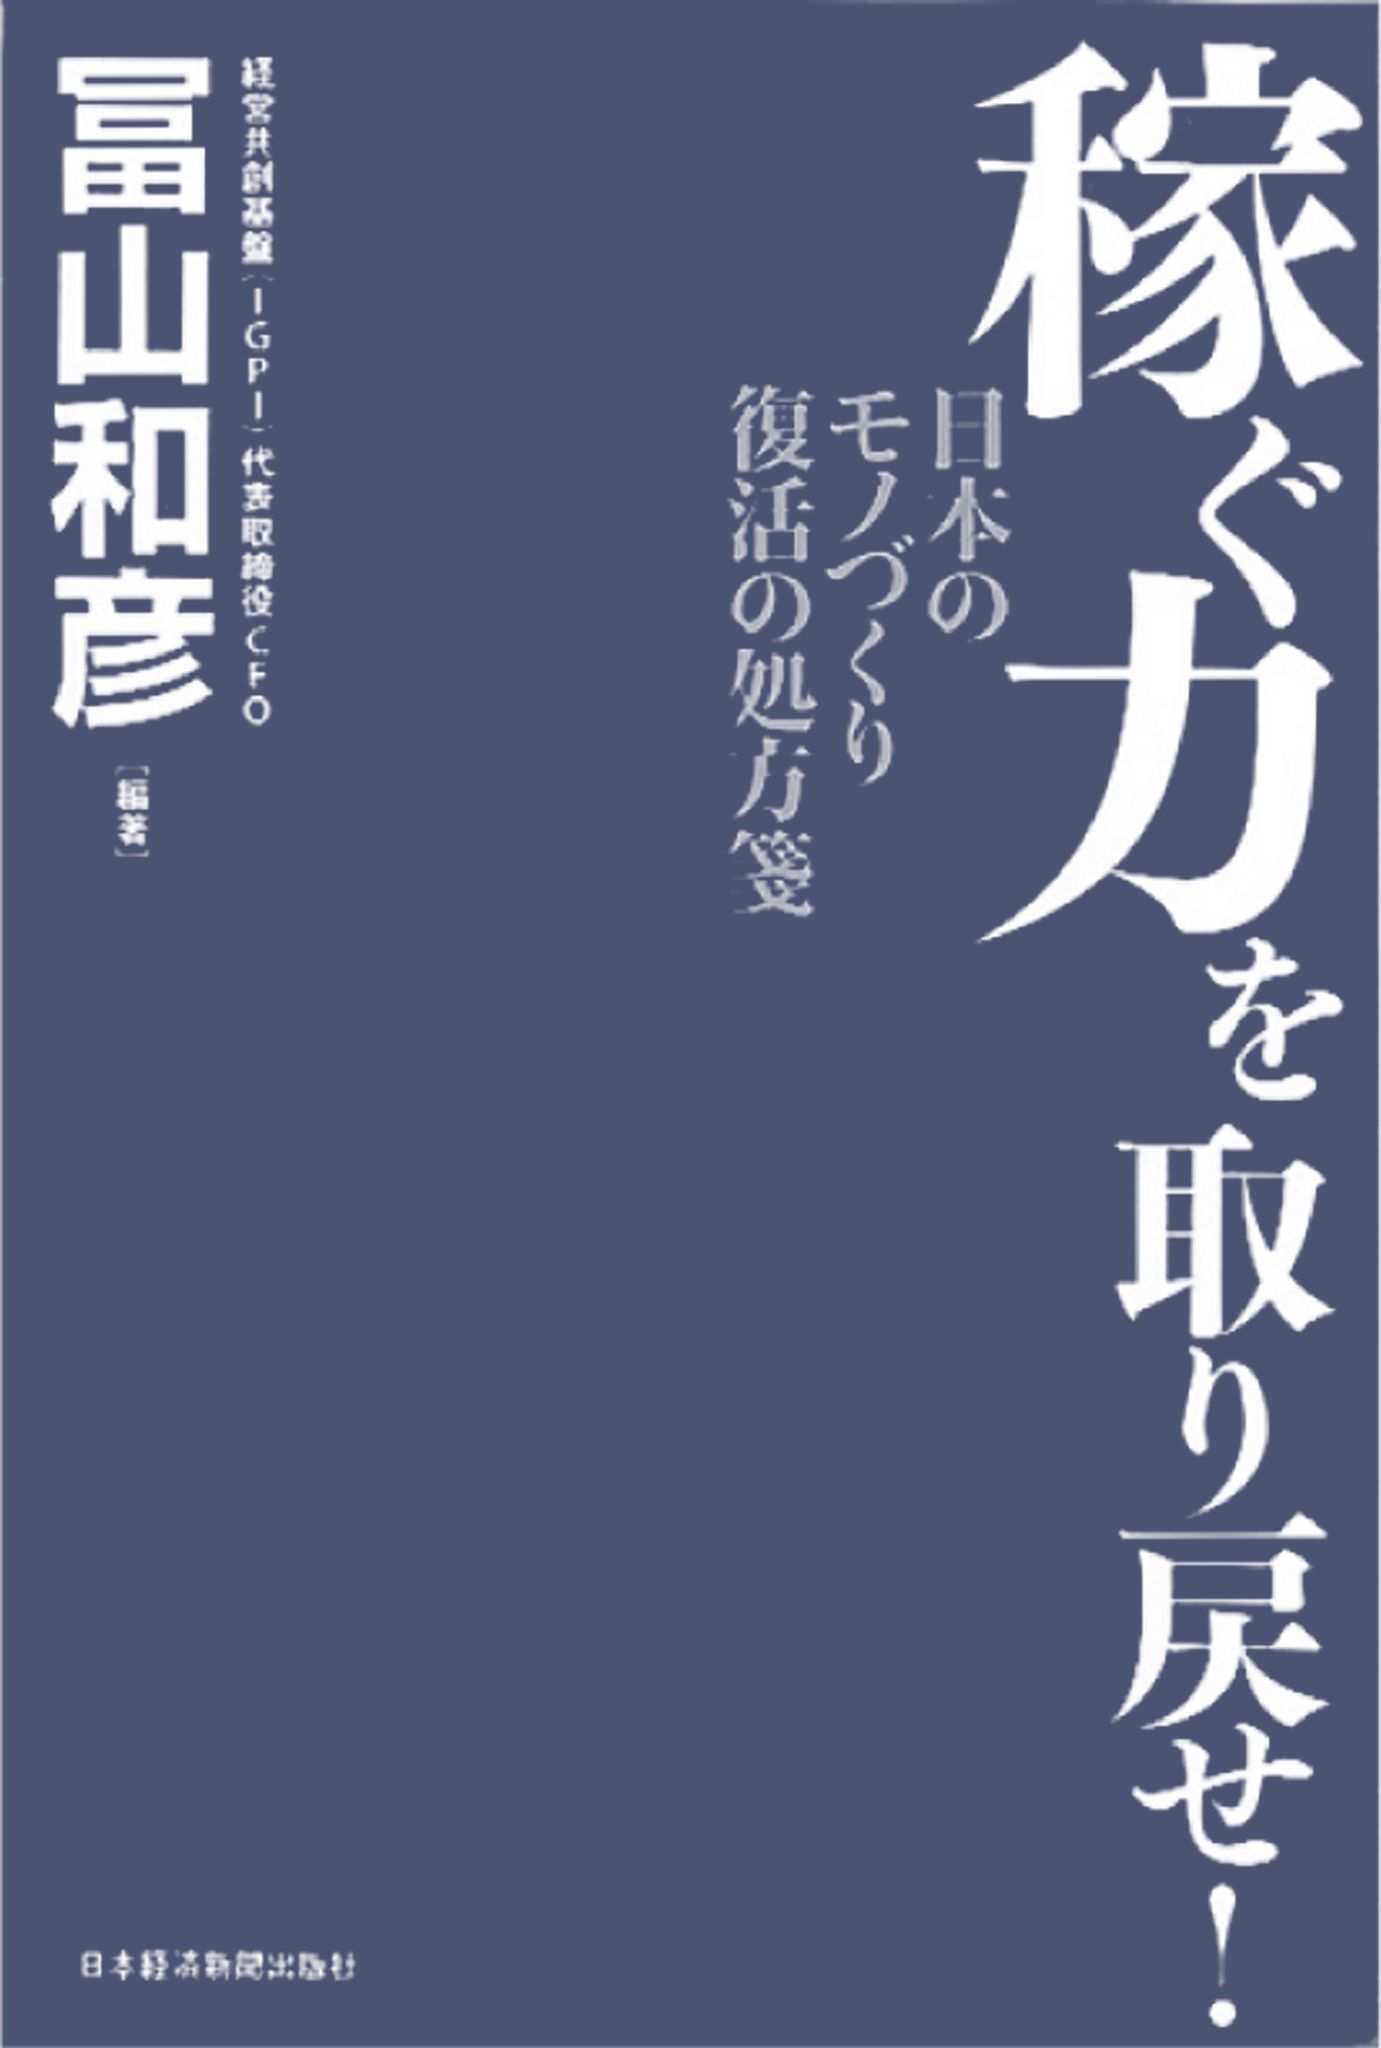 稼ぐ力を取り戻せ!
日本の
モノづくり
復活の処方箋
経営共創基盤(IGPI)代表取締役CFO
冨山和彦
[編著]
日本経済新聞出版社